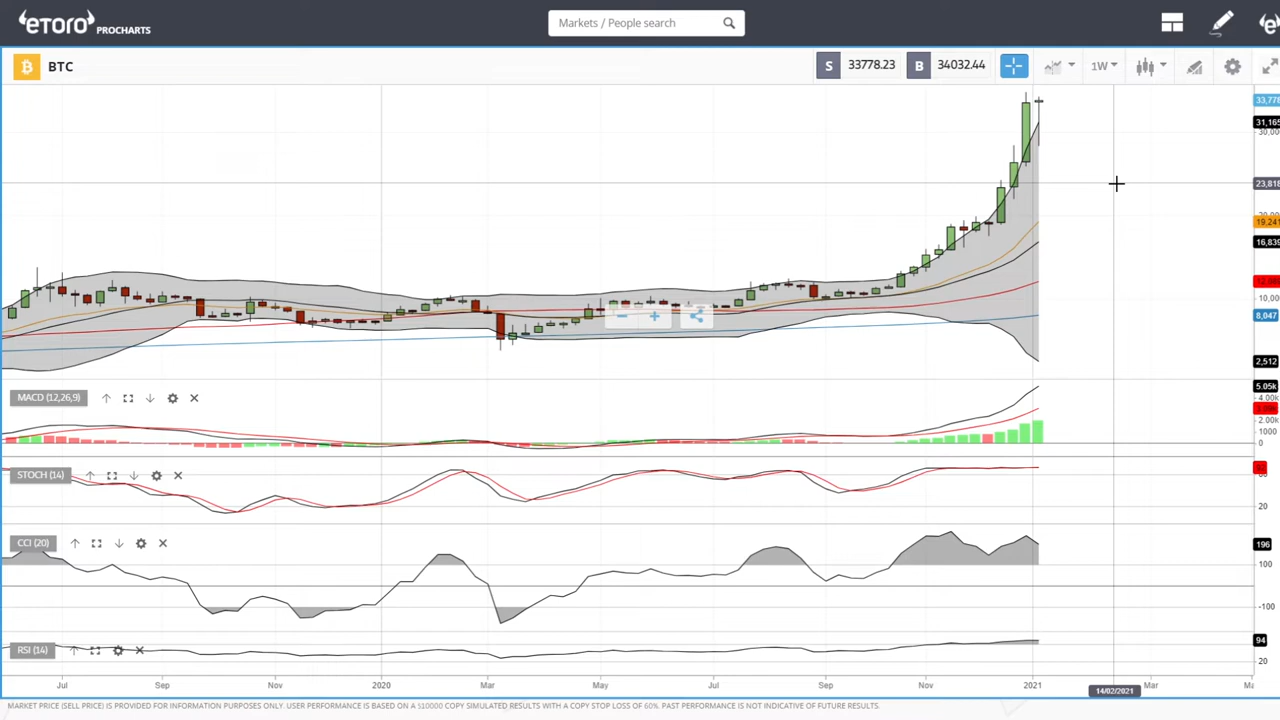 eTORO PROCHARTS
Markets / People search
BTC
S 33778.23 B 34032.44
1W
33,778
31,165
30,000
23,818
19,241
16,839
10,000
8,047
2,512
MACD (12,26,9)
5.05k
4.00k
2.00k
1000
0
STOCH (14)
20
CCI (20)
196
100
-100
RSI (14)
94
20
Jul Sep Nov 2020 Mar May Jul Sep Nov 2021 Mar
14/02/2021
MARKET PRICE (SELL PRICE) IS PROVIDED FOR INFORMATION PURPOSES ONLY. USER PERFORMANCE IS BASED ON A $10000 COPY SIMULATED RESULTS WITH A COPY STOP LOSS OF 60%. PAST PERFORMANCE IS NOT INDICATIVE OF FUTURE RESULTS.